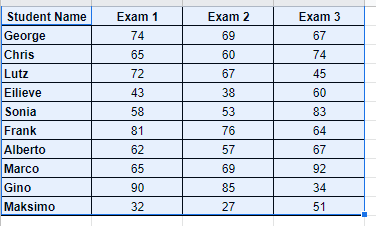 Student Name Exam 1 Exam 2 Exam 3
George 74 69 67
Chris 65 60 74
Lutz 72 67 45
Eilieve 43 38 60
Sonia 58 53 83
Frank 81 76 64
Alberto 62 57 67
Marco 65 69 92
Gino 90 85 34
Maksimo 32 27 51